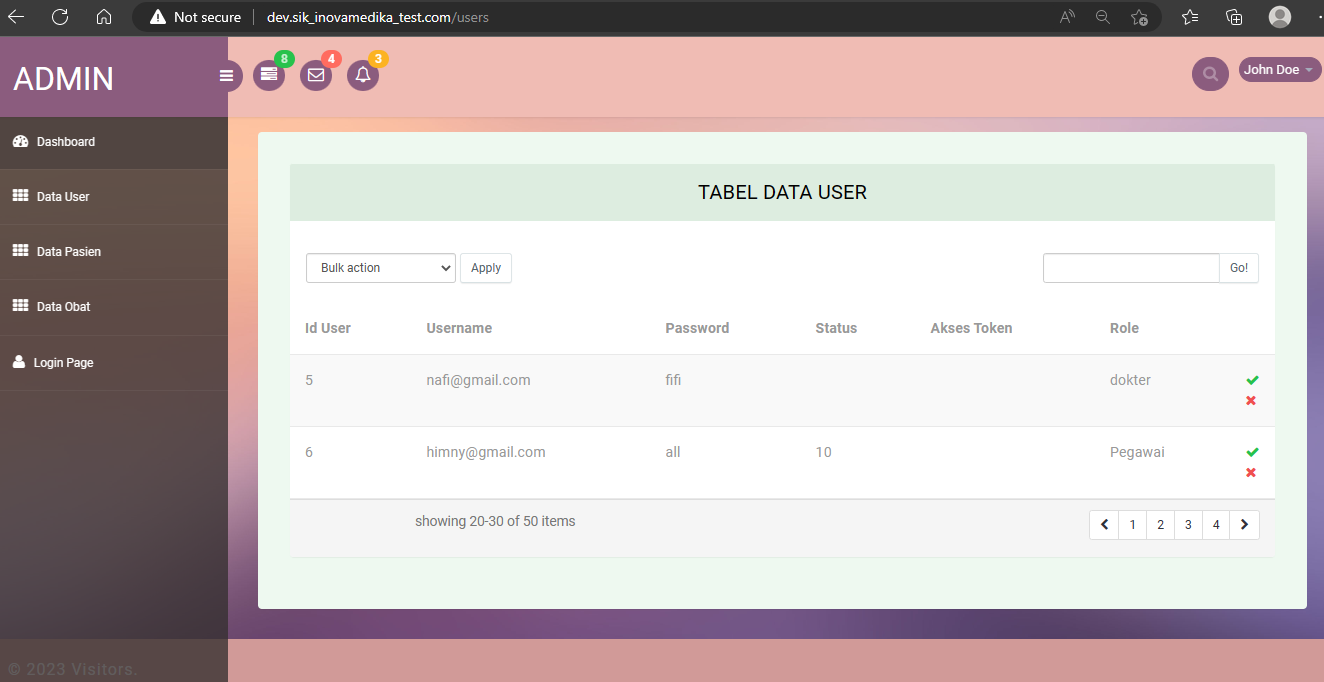 Not secure dev.sik_inovamedika_test.com/users
ADMIN
8 4 3
John Doe
Dashboard
Data User
Data Pasien
Data Obat
Login Page
TABEL DATA USER
Bulk action Apply Go!
Id User Username Password Status Akses Token Role
5 nafi@gmail.com fifi dokter
6 himny@gmail.com all 10 Pegawai
showing 20-30 of 50 items 1 2 3 4
© 2023 Visitors.